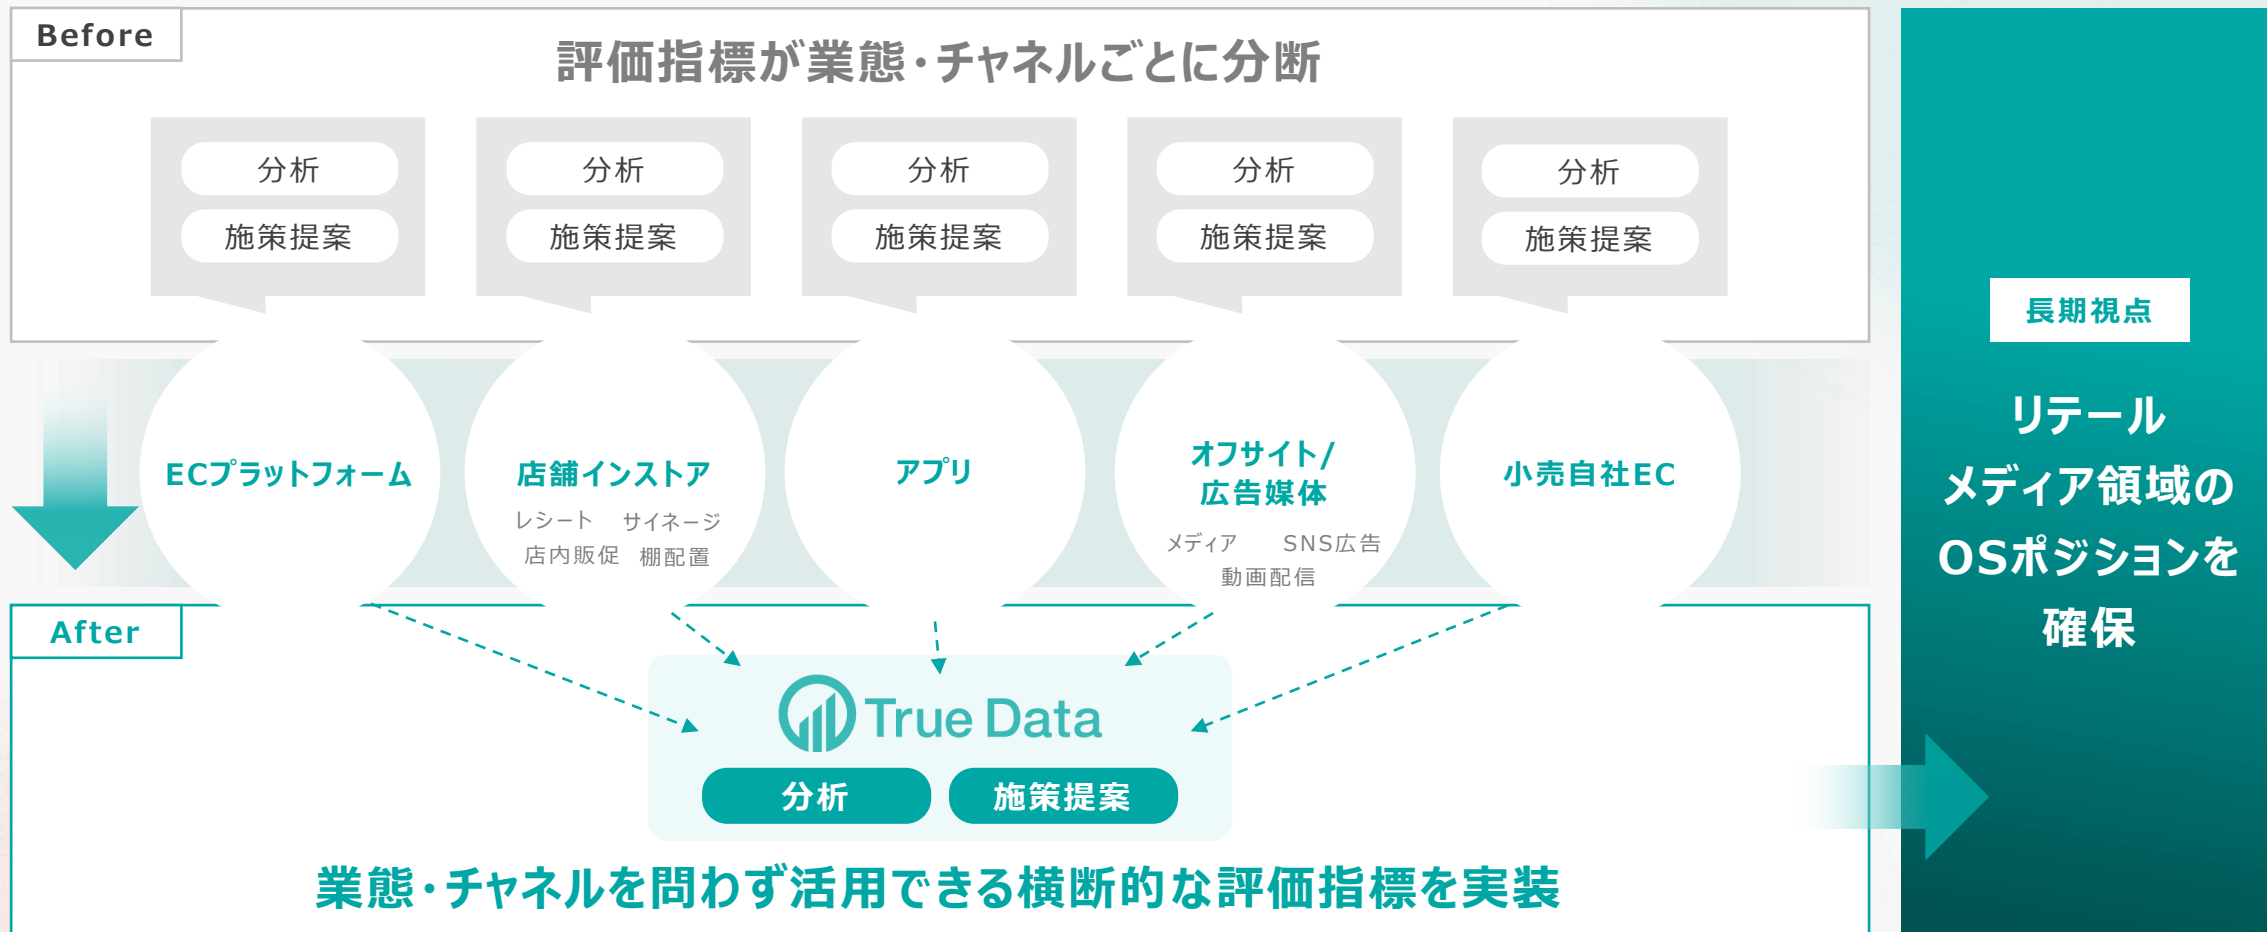 Before
評価指標が業態・チャネルごとに分断
分析
施策提案
分析
施策提案
分析
施策提案
分析
施策提案
分析
施策提案
ECプラットフォーム
店舗インストア
レシート サイネージ
店内販促 棚配置
アプリ
オフサイト/
広告媒体
メディア SNS広告
動画配信
小売自社EC
After
True Data
分析
施策提案
業態・チャネルを問わず活用できる横断的な評価指標を実装
長期視点
リテール
メディア領域の
OSポジションを
確保